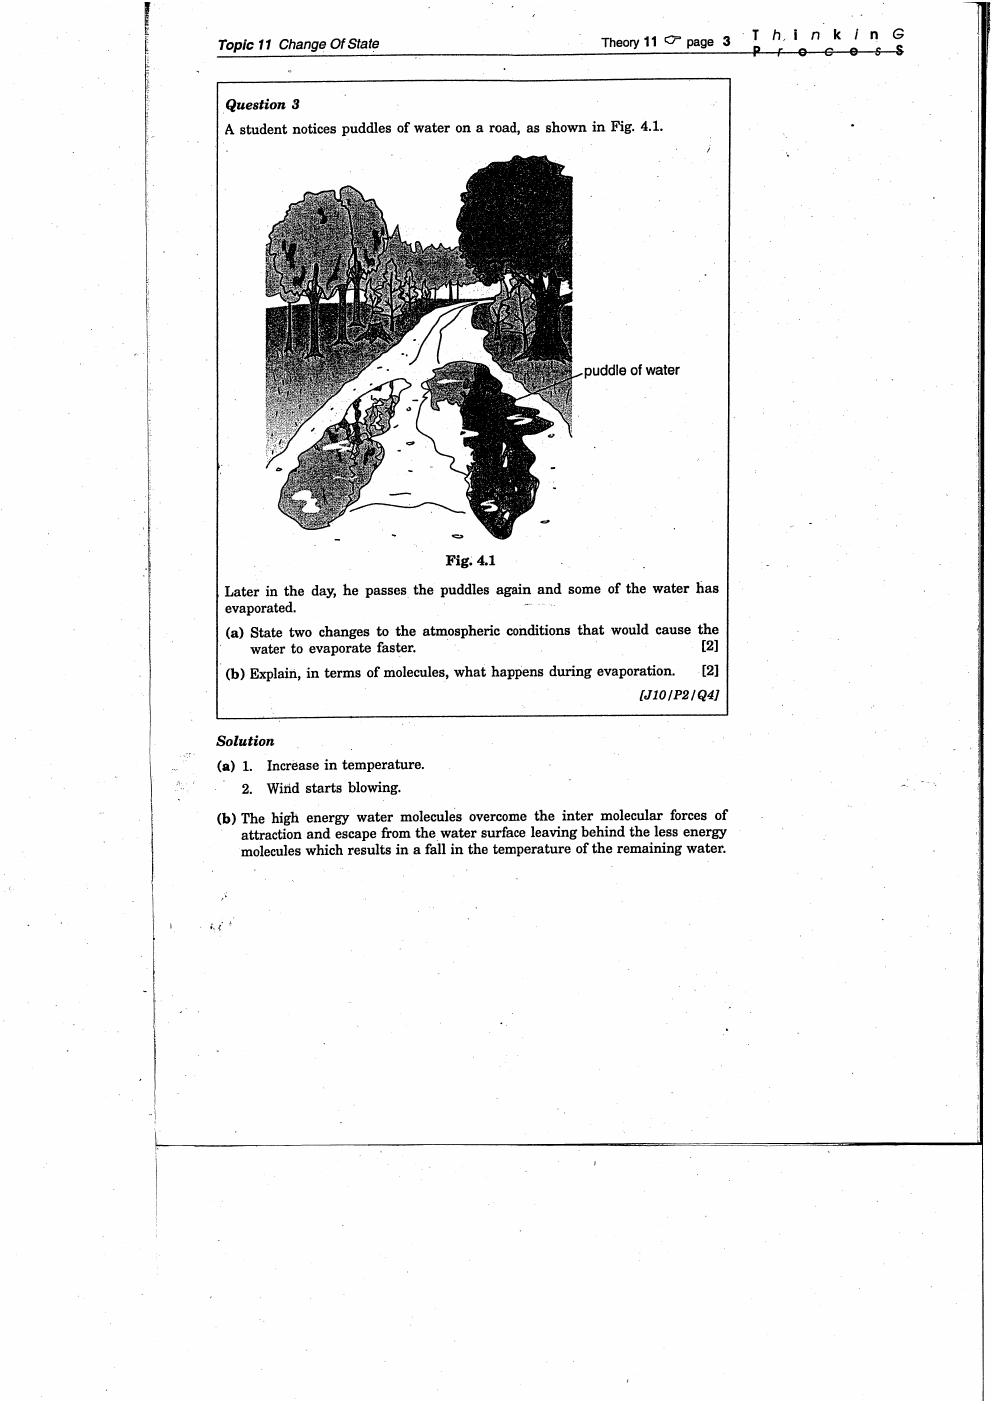 Topic 11 Change Of State
Theory 11 ☞ page 3
T h i n k i n G
P r o c e s S
Question 3
A student notices puddles of water on a road, as shown in Fig. 4.1.
puddle of water
Fig. 4.1
Later in the day, he passes the puddles again and some of the water has
evaporated.
(a) State two changes to the atmospheric conditions that would cause the
water to evaporate faster. [2]
(b) Explain, in terms of molecules, what happens during evaporation. [2]
[J10/P2/Q4]
Solution
(a) 1. Increase in temperature.
2. Wind starts blowing.
(b) The high energy water molecules overcome the inter molecular forces of
attraction and escape from the water surface leaving behind the less energy
molecules which results in a fall in the temperature of the remaining water.